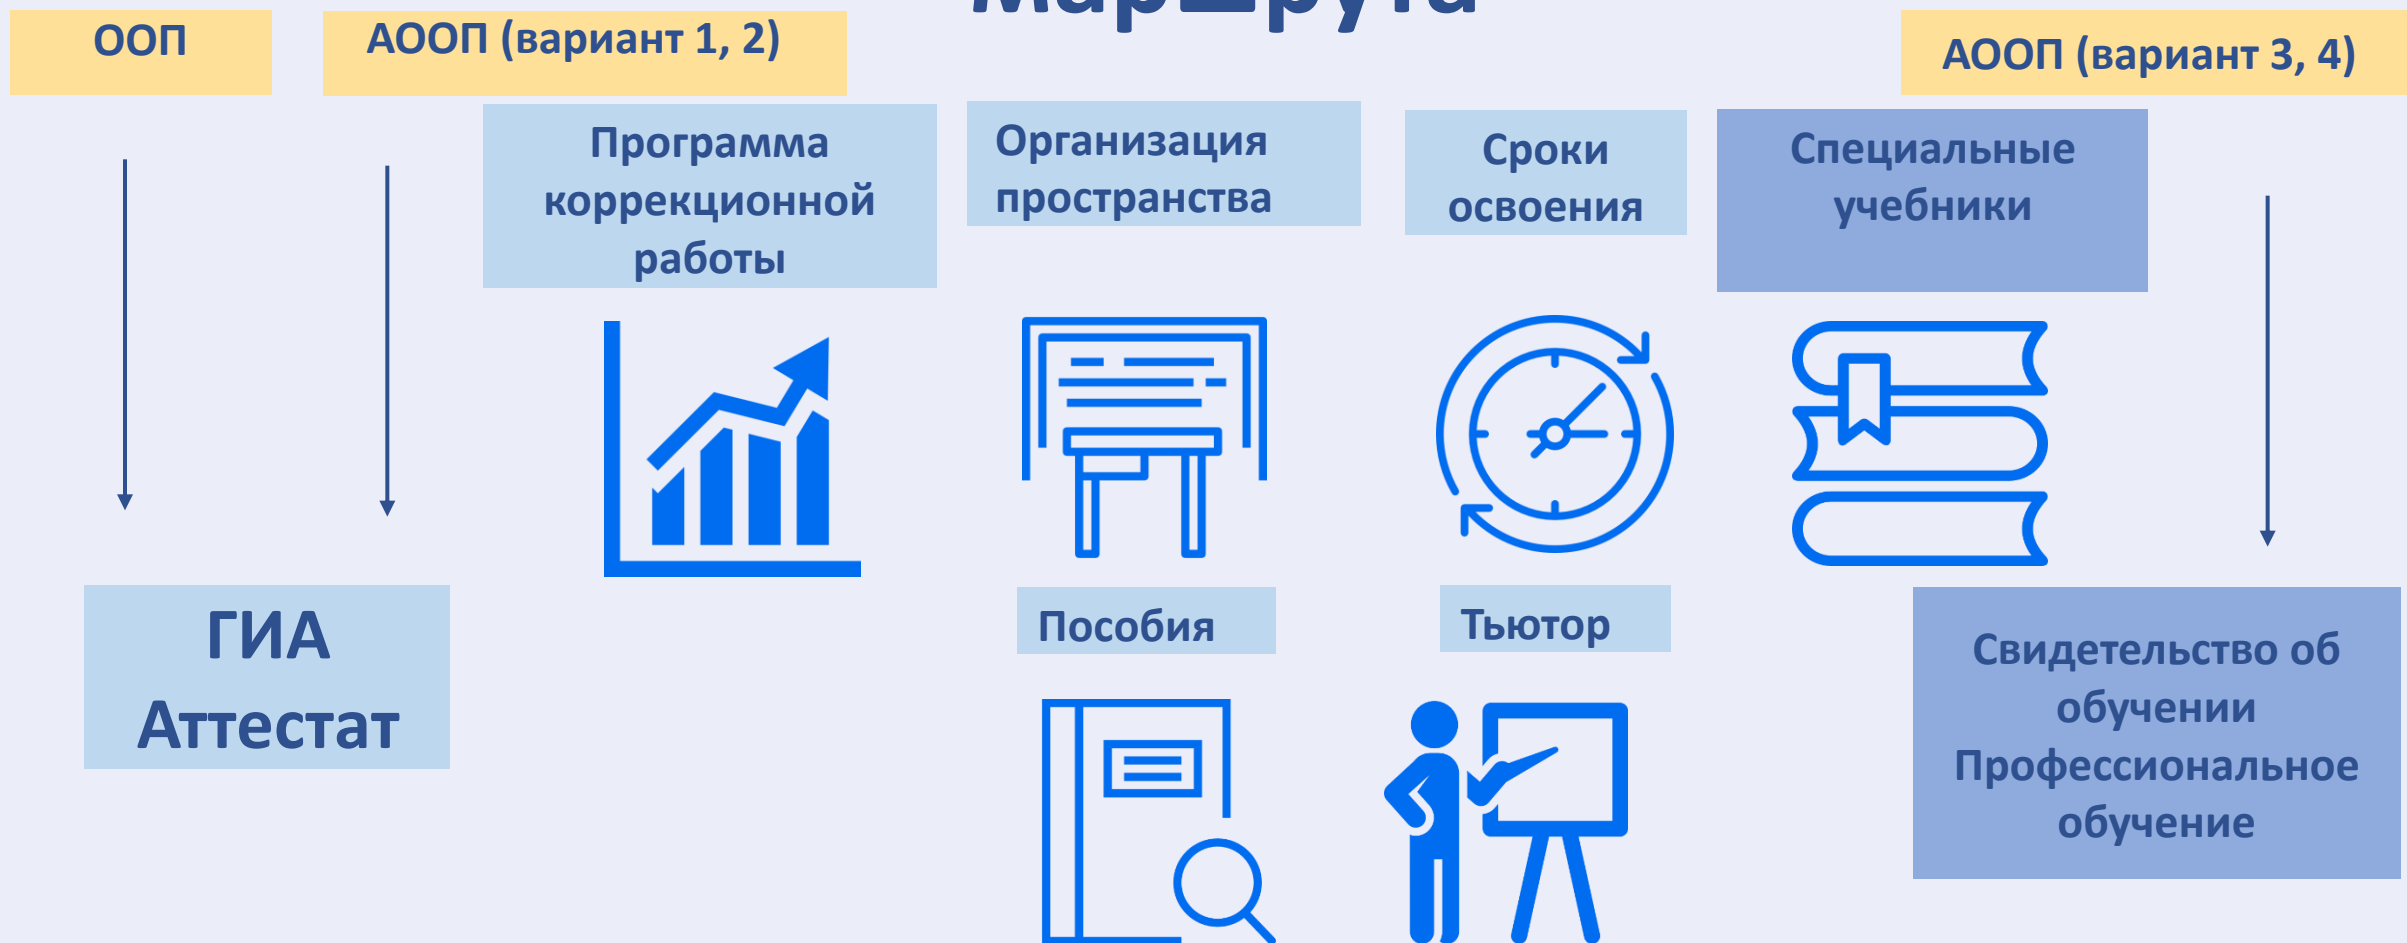 маршрута
ООП
АООП (вариант 1, 2)
АООП (вариант 3, 4)
Программа
коррекционной
работы
Организация
пространства
Сроки
освоения
Специальные
учебники
ГИА
Аттестат
Пособия
Тьютор
Свидетельство об
обучении
Профессиональное
обучение